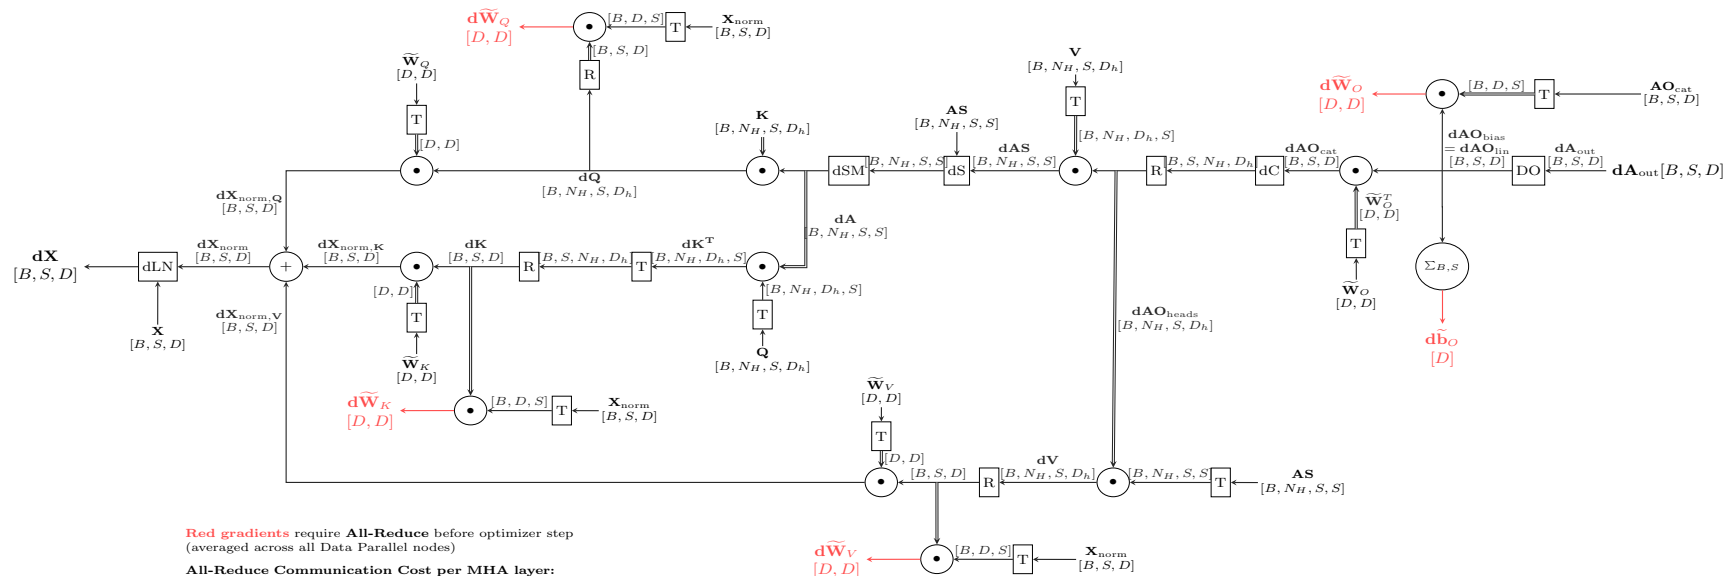 dW̃_Q
[D, D]
[B, D, S]
T
X_norm
[B, S, D]
[B, S, D]
R
W̃_Q
[D, D]
T
[D, D]
K
[B, N_H, S, D_h]
AS
[B, N_H, S, S]
V
[B, N_H, S, D_h]
T
[B, N_H, D_h, S]
dW̃_O
[D, D]
[B, D, S]
T
AO_cat
[B, S, D]
dQ
[B, N_H, S, D_h]
dSM
[B, N_H, S, S]
dS
dAS
[B, N_H, S, S]
R
[B, S, N_H, D_h]
dC
dAO_cat
[B, S, D]
dAO_bias
= dAO_lin
[B, S, D]
DO
dA_out
[B, S, D]
dA_out[B, S, D]
W̃_O^T
[D, D]
T
W̃_O
[D, D]
Σ_{B,S}
db̃_O
[D]
dX_norm,Q
[B, S, D]
dA
[B, N_H, S, S]
dX
[B, S, D]
dLN
dX_norm
[B, S, D]
+
dX_norm,K
[B, S, D]
dK
[B, S, D]
R
[B, S, N_H, D_h]
T
dK^T
[B, N_H, D_h, S]
X
[B, S, D]
dX_norm,V
[B, S, D]
[D, D]
T
W̃_K
[D, D]
[B, N_H, D_h, S]
T
Q
[B, N_H, S, D_h]
dAO_heads
[B, N_H, S, D_h]
dW̃_K
[D, D]
[B, D, S]
T
X_norm
[B, S, D]
W̃_V
[D, D]
T
[D, D]
[B, S, D]
R
dV
[B, N_H, S, D_h]
[B, N_H, S, S]
T
AS
[B, N_H, S, S]
dW̃_V
[D, D]
[B, D, S]
T
X_norm
[B, S, D]
Red gradients require All-Reduce before optimizer step
(averaged across all Data Parallel nodes)
All-Reduce Communication Cost per MHA layer: